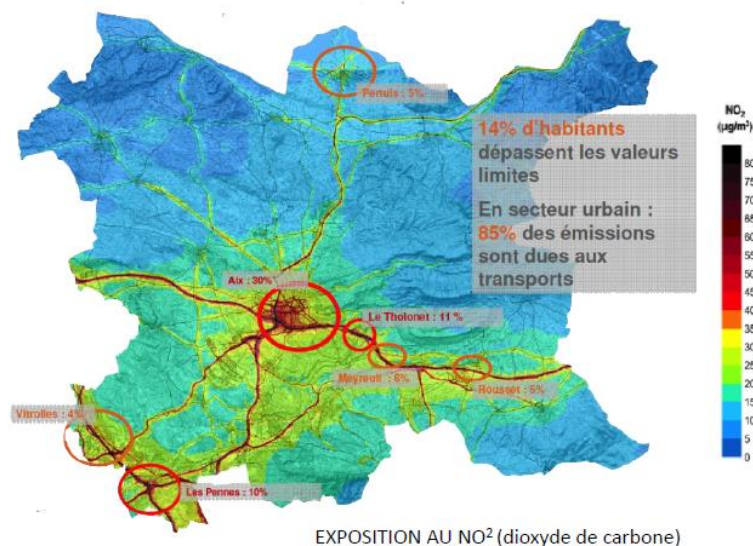 Pertuis : 5%
14% d'habitants
dépassent les valeurs
limites
En secteur urbain :
85% des émissions
sont dues aux
transports
NO₂
(µg/m³)
80
75
70
65
60
55
50
45
40
35
30
25
20
15
10
5
0
Aix : 30%
Le Tholonet : 11 %
Meyreuil : 6%
Rousset : 5%
Vitrolles : 4%
Les Pennes : 10%
EXPOSITION AU NO² (dioxyde de carbone)